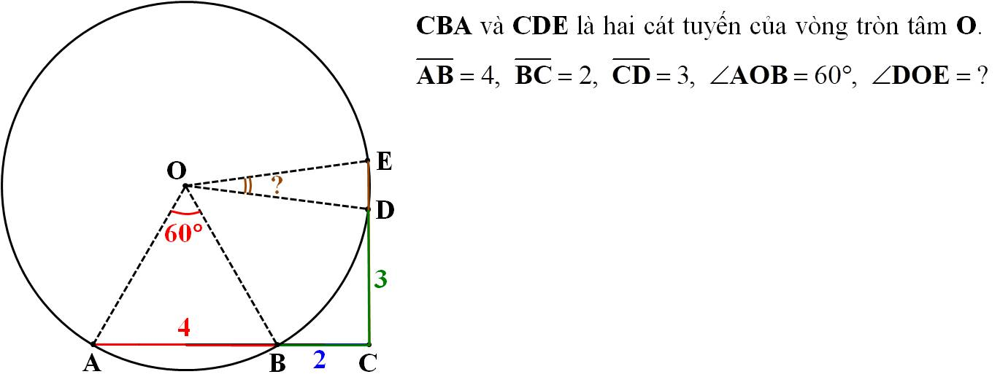 CBA và CDE là hai cát tuyến của vòng tròn tâm O.
AB = 4, BC = 2, CD = 3, ∠AOB = 60°, ∠DOE = ?
O
E
?
D
60°
3
4
A
B
2
C